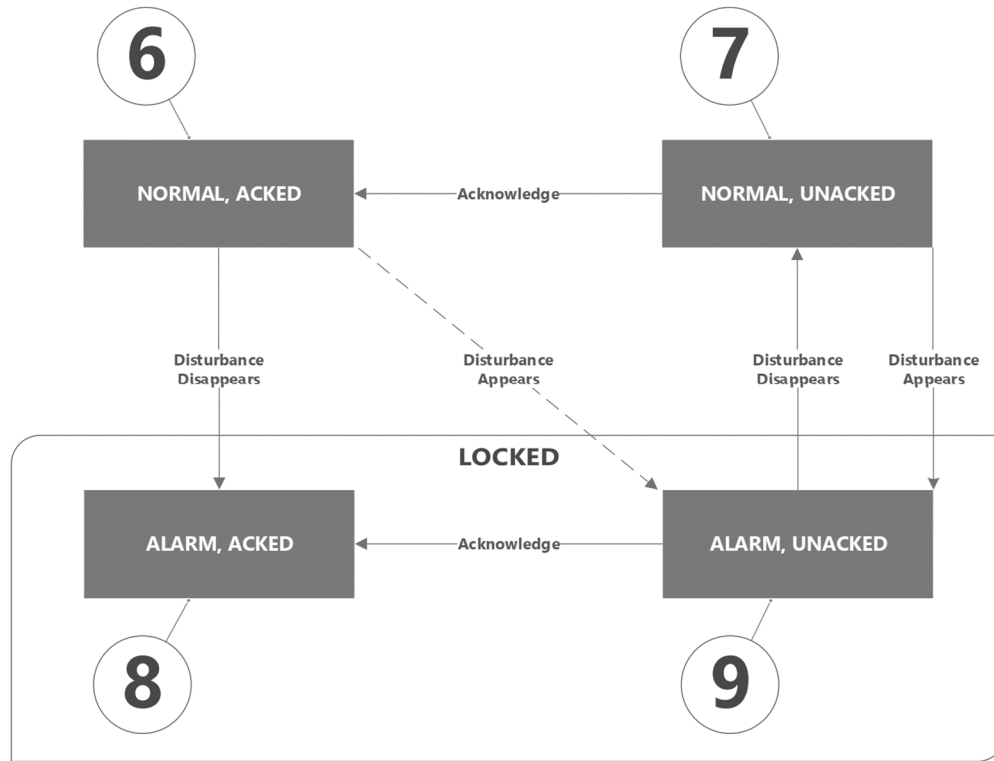 6
7
NORMAL, ACKED
Acknowledge
NORMAL, UNACKED
Disturbance
Disappears
Disturbance
Appears
Disturbance
Disappears
Disturbance
Appears
LOCKED
ALARM, ACKED
Acknowledge
ALARM, UNACKED
8
9